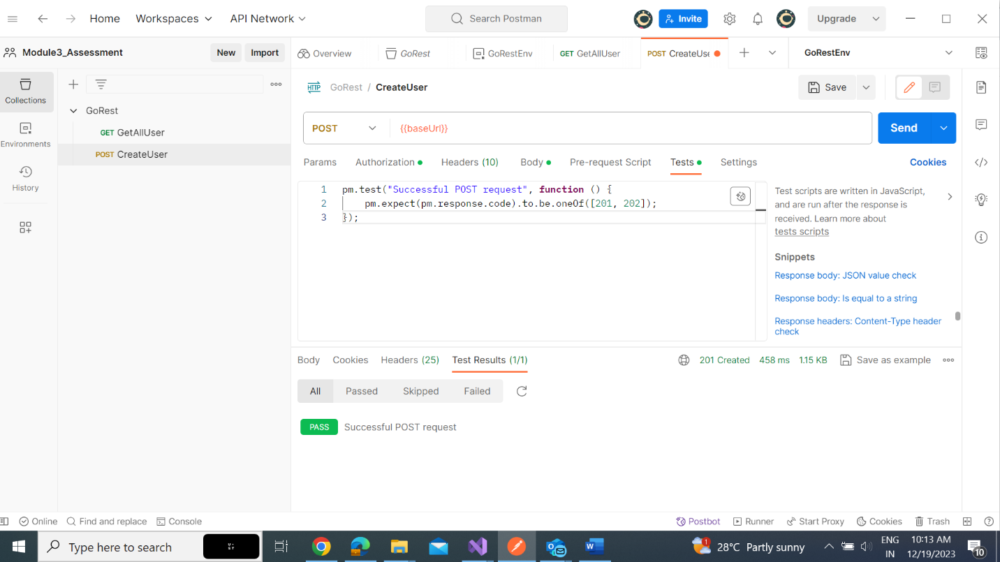 Home Workspaces API Network Search Postman Invite Upgrade
Module3_Assessment New Import Overview GoRest GoRestEnv GET GetAllUser POST CreateUse GoRestEnv
Collections
Environments
History
GoRest
GET GetAllUser
POST CreateUser
HTTP GoRest / CreateUser Save
POST {{baseUrl}} Send
Params Authorization Headers (10) Body Pre-request Script Tests Settings Cookies
1 pm.test("Successful POST request", function () {
2 pm.expect(pm.response.code).to.be.oneOf([201, 202]);
3 });
Test scripts are written in JavaScript,
and are run after the response is
received. Learn more about
tests scripts
Snippets
Response body: JSON value check
Response body: Is equal to a string
Response headers: Content-Type header
check
Body Cookies Headers (25) Test Results (1/1) 201 Created 458 ms 1.15 KB Save as example
All Passed Skipped Failed
PASS Successful POST request
Online Find and replace Console Postbot Runner Start Proxy Cookies Trash
Type here to search 1 28°C Partly sunny ENG IN 10:13 AM 12/19/2023 10